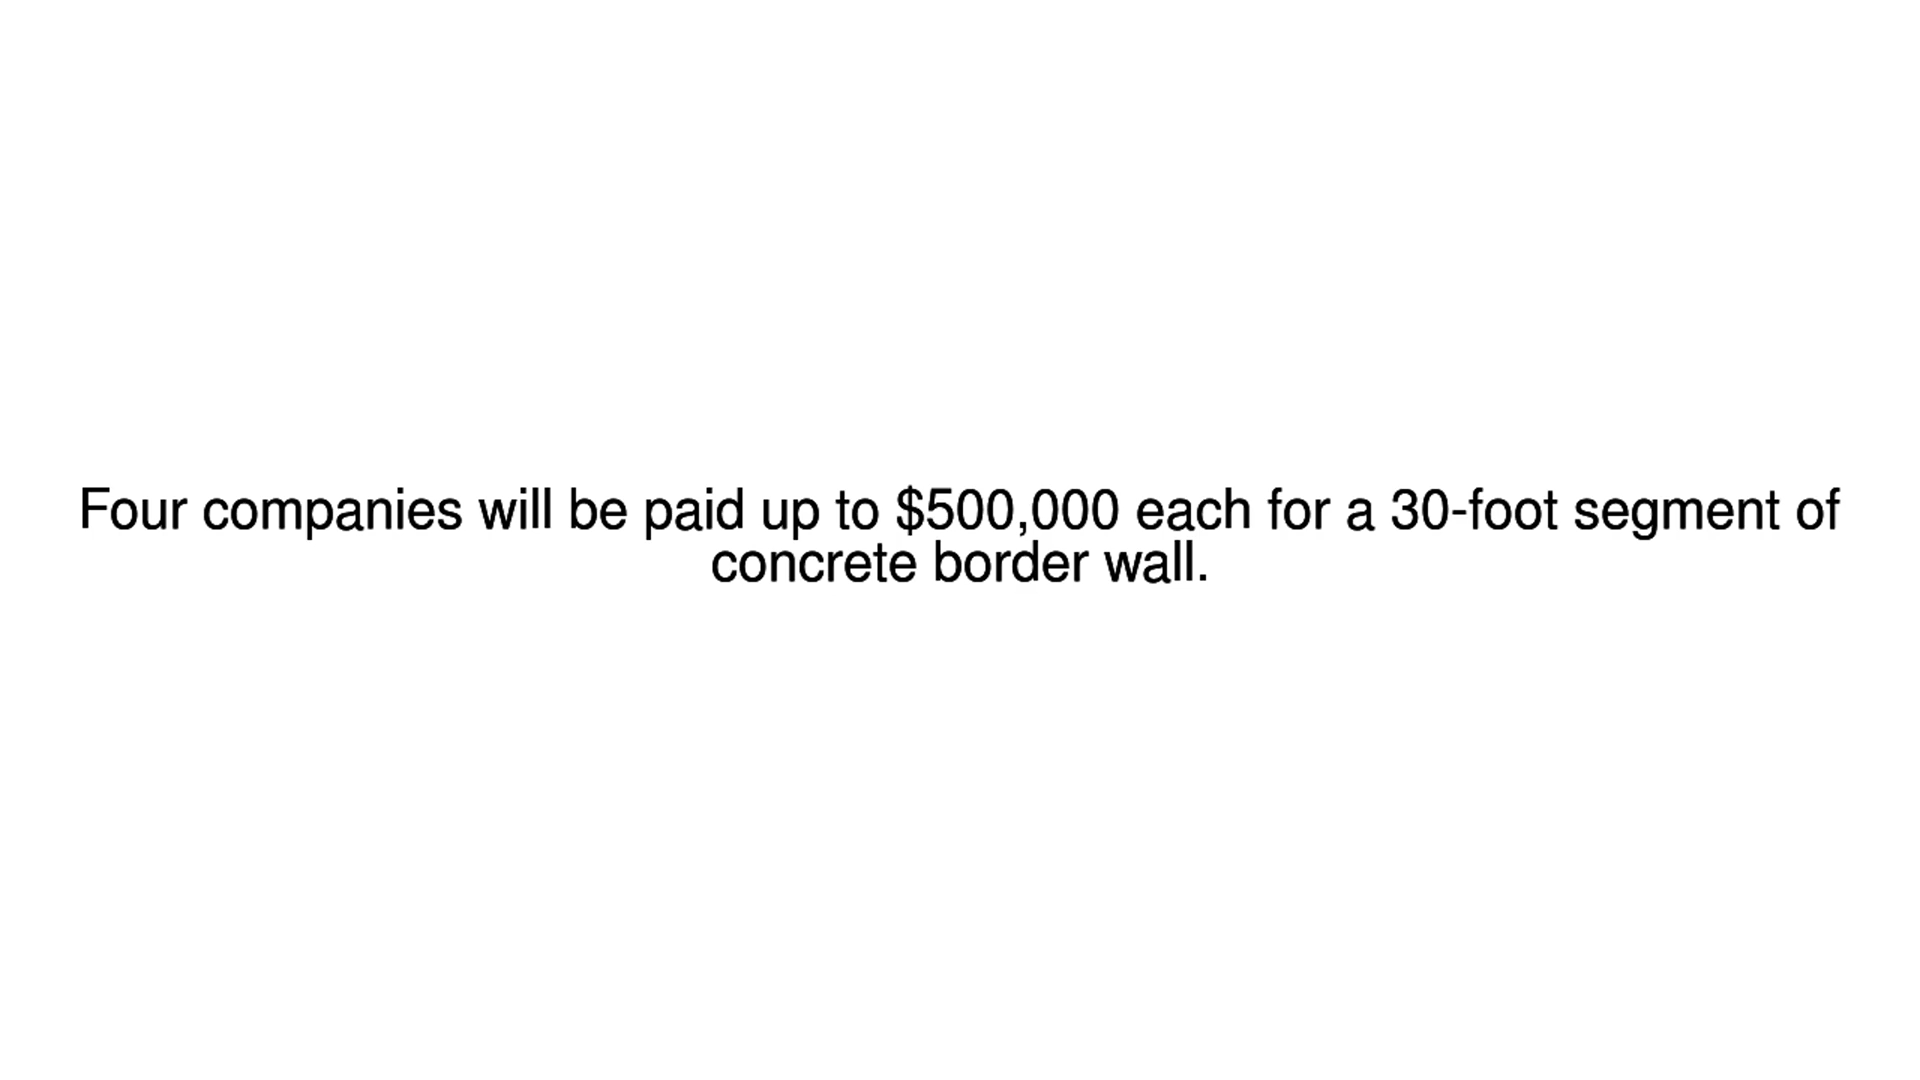 Four companies will be paid up to $500,000 each for a 30-foot segment of
concrete border wall.